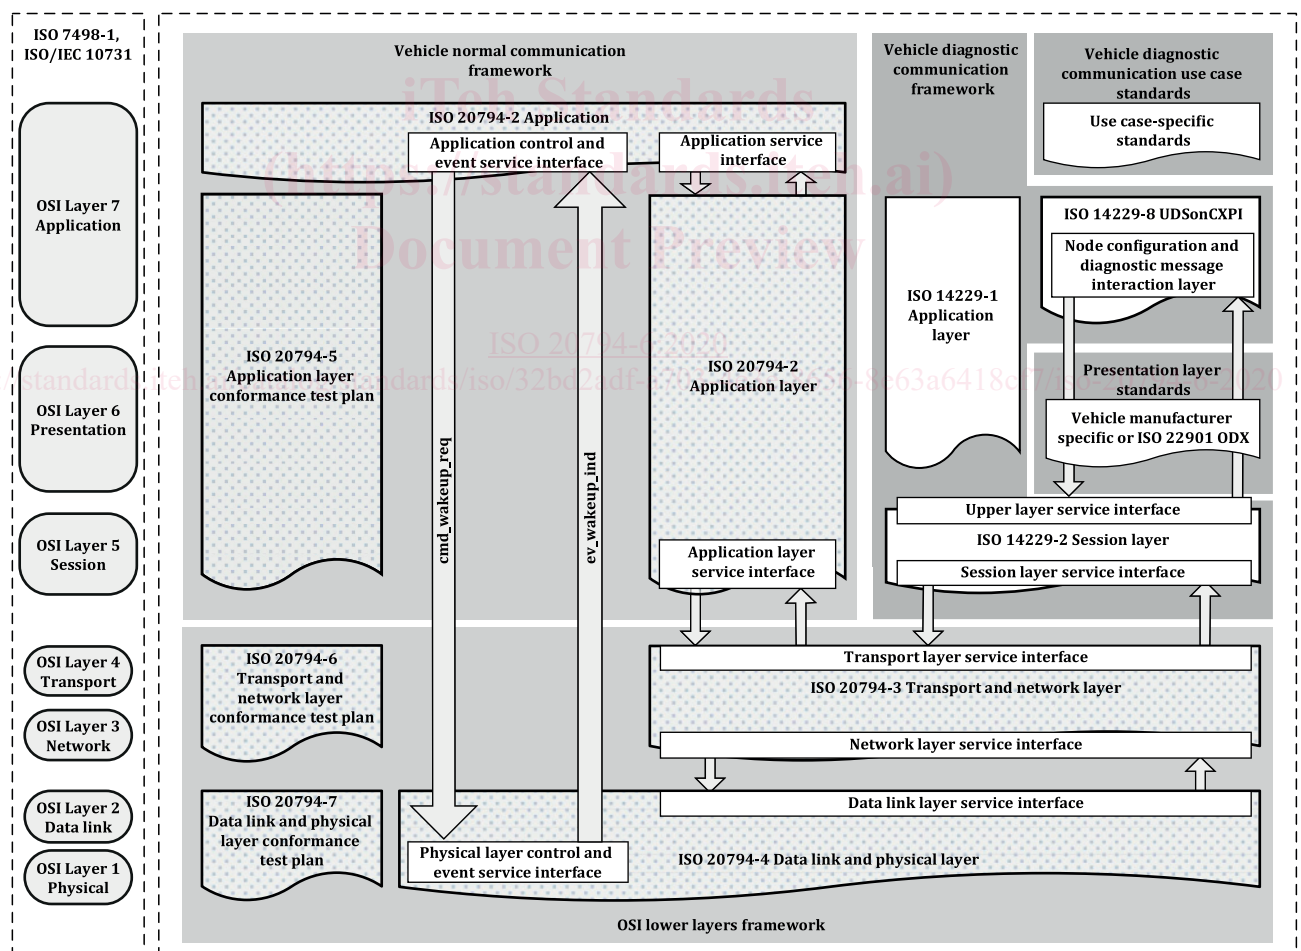 ISO 7498-1,
ISO/IEC 10731
OSI Layer 7
Application
OSI Layer 6
Presentation
OSI Layer 5
Session
OSI Layer 4
Transport
OSI Layer 3
Network
OSI Layer 2
Data link
OSI Layer 1
Physical
Vehicle normal communication
framework
ISO 20794-2 Application
Application control and
event service interface
Application service
interface
ISO 20794-5
Application layer
conformance test plan
cmd_wakeup_req
ev_wakeup_ind
ISO 20794-2
Application layer
Application layer
service interface
Vehicle diagnostic
communication
framework
Vehicle diagnostic
communication use case
standards
Use case-specific
standards
ISO 14229-1
Application
layer
ISO 14229-8 UDSonCXPI
Node configuration and
diagnostic message
interaction layer
Presentation layer
standards
Vehicle manufacturer
specific or ISO 22901 ODX
Upper layer service interface
ISO 14229-2 Session layer
Session layer service interface
ISO 20794-6
Transport and
network layer
conformance test plan
Transport layer service interface
ISO 20794-3 Transport and network layer
Network layer service interface
ISO 20794-7
Data link and physical
layer conformance
test plan
Data link layer service interface
Physical layer control and
event service interface
ISO 20794-4 Data link and physical layer
OSI lower layers framework
iTeh Standards
(https://standards.iteh.ai)
Document Preview
ISO 20794-6:2020